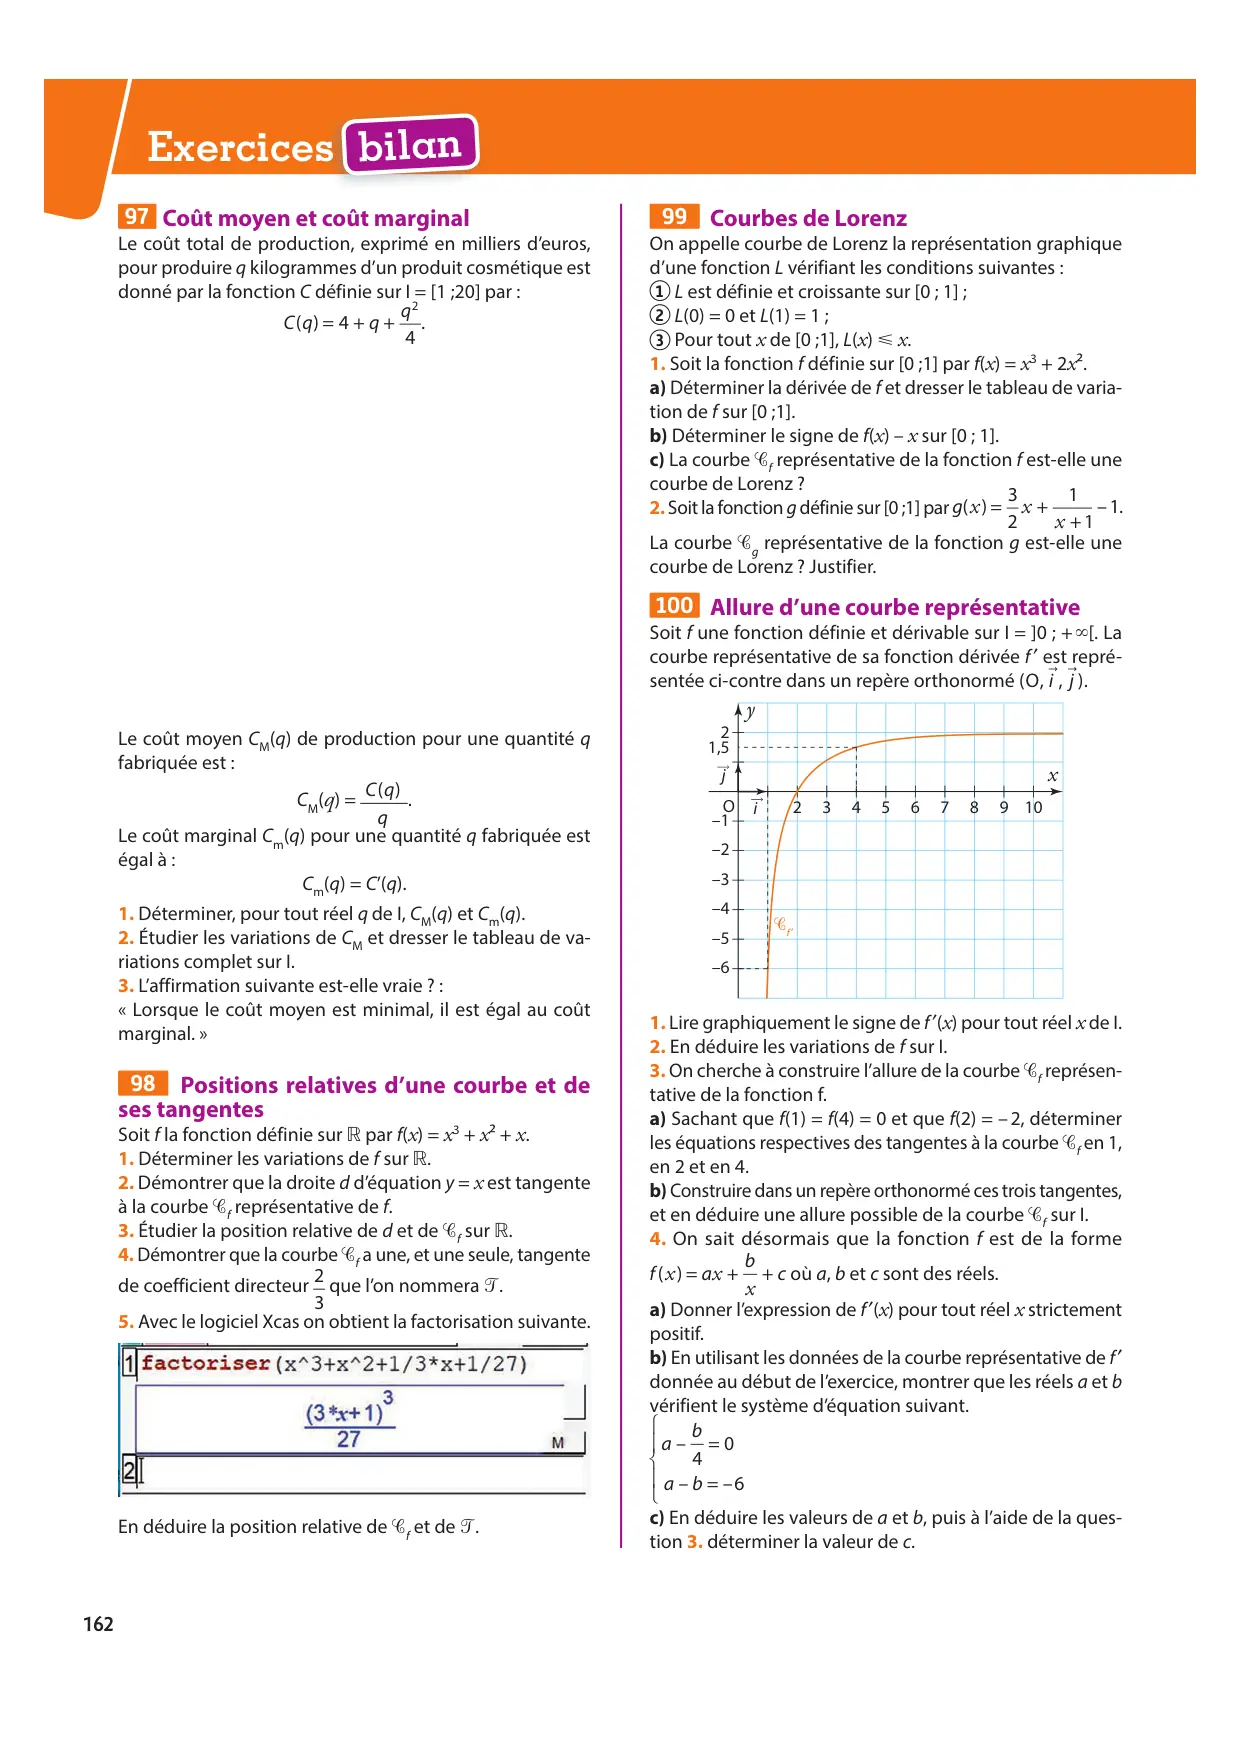 Exercices bilan
97 Coût moyen et coût marginal
Le coût total de production, exprimé en milliers d’euros,
pour produire q kilogrammes d’un produit cosmétique est
donné par la fonction C définie sur I = [1 ;20] par :
C(q) = 4 + q + q²/4.
Le coût moyen C_M(q) de production pour une quantité q
fabriquée est :
C_M(q) = C(q)/q.
Le coût marginal C_m(q) pour une quantité q fabriquée est
égal à :
C_m(q) = C′(q).
1. Déterminer, pour tout réel q de I, C_M(q) et C_m(q).
2. Étudier les variations de C_M et dresser le tableau de va-
riations complet sur I.
3. L’affirmation suivante est-elle vraie ? :
« Lorsque le coût moyen est minimal, il est égal au coût
marginal. »
98 Positions relatives d’une courbe et de
ses tangentes
Soit f la fonction définie sur ℝ par f(x) = x³ + x² + x.
1. Déterminer les variations de f sur ℝ.
2. Démontrer que la droite d d’équation y = x est tangente
à la courbe 𝒞_f représentative de f.
3. Étudier la position relative de d et de 𝒞_f sur ℝ.
4. Démontrer que la courbe 𝒞_f a une, et une seule, tangente
de coefficient directeur 2/3 que l’on nommera 𝒯.
5. Avec le logiciel Xcas on obtient la factorisation suivante.
1 factoriser(x^3+x^2+1/3*x+1/27)
(3*x+1)³/27
M
2
En déduire la position relative de 𝒞_f et de 𝒯.
99 Courbes de Lorenz
On appelle courbe de Lorenz la représentation graphique
d’une fonction L vérifiant les conditions suivantes :
① L est définie et croissante sur [0 ; 1] ;
② L(0) = 0 et L(1) = 1 ;
③ Pour tout x de [0 ;1], L(x) ⩽ x.
1. Soit la fonction f définie sur [0 ;1] par f(x) = x³ + 2x².
a) Déterminer la dérivée de f et dresser le tableau de varia-
tion de f sur [0 ;1].
b) Déterminer le signe de f(x) – x sur [0 ; 1].
c) La courbe 𝒞_f représentative de la fonction f est-elle une
courbe de Lorenz ?
2. Soit la fonction g définie sur [0 ;1] par g(x) = 3/2 x + 1/(x + 1) – 1.
La courbe 𝒞_g représentative de la fonction g est-elle une
courbe de Lorenz ? Justifier.
100 Allure d’une courbe représentative
Soit f une fonction définie et dérivable sur I = ]0 ; +∞[. La
courbe représentative de sa fonction dérivée f′ est repré-
sentée ci-contre dans un repère orthonormé (O, i⃗ , j⃗ ).
y
2
1,5
j⃗
x
O i⃗ 2 3 4 5 6 7 8 9 10
–1
–2
–3
–4
𝒞_f′
–5
–6
1. Lire graphiquement le signe de f′(x) pour tout réel x de I.
2. En déduire les variations de f sur I.
3. On cherche à construire l’allure de la courbe 𝒞_f représen-
tative de la fonction f.
a) Sachant que f(1) = f(4) = 0 et que f(2) = – 2, déterminer
les équations respectives des tangentes à la courbe 𝒞_f en 1,
en 2 et en 4.
b) Construire dans un repère orthonormé ces trois tangentes,
et en déduire une allure possible de la courbe 𝒞_f sur I.
4. On sait désormais que la fonction f est de la forme
f(x) = ax + b/x + c où a, b et c sont des réels.
a) Donner l’expression de f′(x) pour tout réel x strictement
positif.
b) En utilisant les données de la courbe représentative de f′
donnée au début de l’exercice, montrer que les réels a et b
vérifient le système d’équation suivant.
a – b/4 = 0
a – b = –6
c) En déduire les valeurs de a et b, puis à l’aide de la ques-
tion 3. déterminer la valeur de c.
162